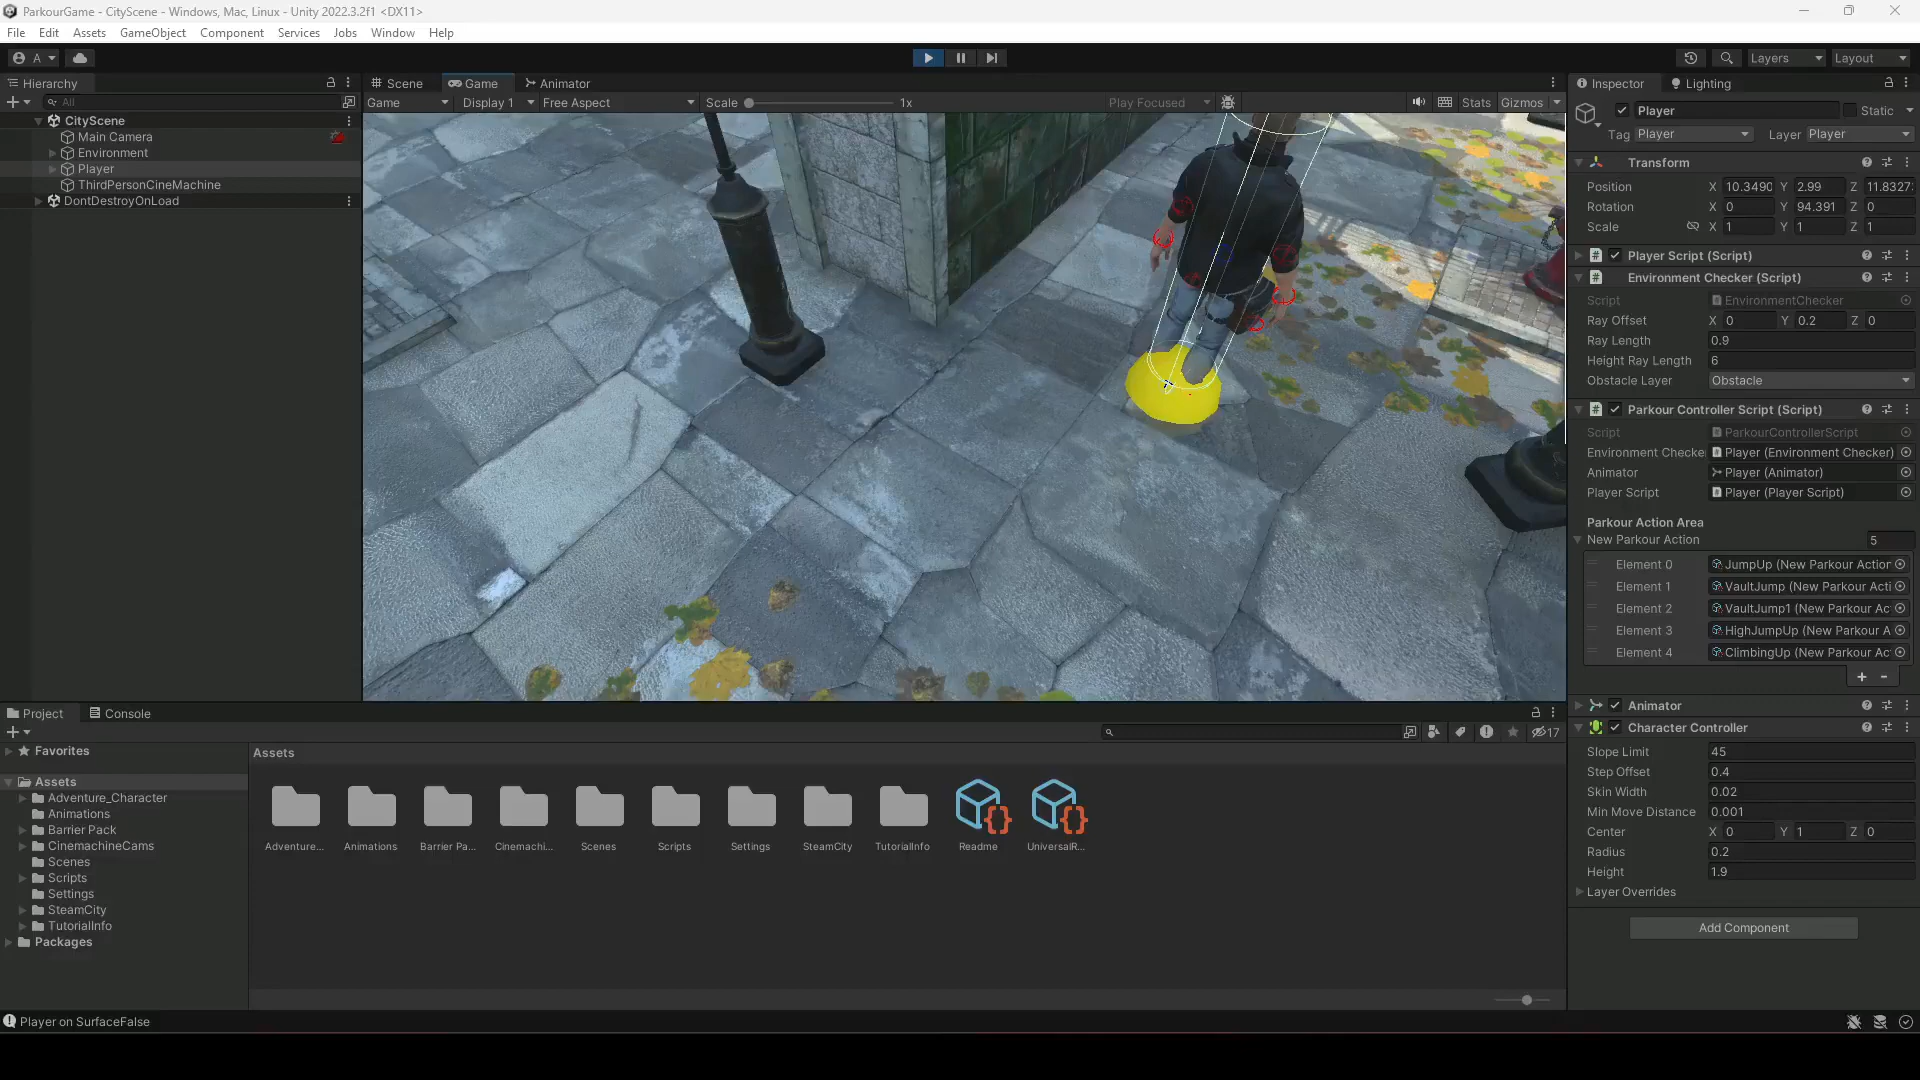 ParkourGame - CityScene - Windows, Mac, Linux - Unity 2022.3.2f1 <DX11>
File Edit Assets GameObject Component Services Jobs Window Help
A Layers Layout
Hierarchy
Scene Game Animator
Inspector Lighting
All
Game Display 1 Free Aspect Scale 1x Play Focused Stats Gizmos
Player Static
CityScene
Main Camera
Environment
Player
ThirdPersonCineMachine
DontDestroyOnLoad
Tag Player Layer Player
Transform
Position X 10.3490 Y 2.99 Z 11.8327
Rotation X 0 Y 94.391 Z 0
Scale X 1 Y 1 Z 1
Player Script (Script)
Environment Checker (Script)
Script EnvironmentChecker
Ray Offset X 0 Y 0.2 Z 0
Ray Length 0.9
Height Ray Length 6
Obstacle Layer Obstacle
Parkour Controller Script (Script)
Script ParkourControllerScript
Environment Checke Player (Environment Checker)
Animator Player (Animator)
Player Script Player (Player Script)
Parkour Action Area
New Parkour Action 5
Element 0 JumpUp (New Parkour Action
Element 1 VaultJump (New Parkour Acti
Element 2 VaultJump1 (New Parkour Ac
Element 3 HighJumpUp (New Parkour A
Element 4 ClimbingUp (New Parkour Ac
+ -
Animator
Character Controller
Slope Limit 45
Step Offset 0.4
Skin Width 0.02
Min Move Distance 0.001
Center X 0 Y 1 Z 0
Radius 0.2
Height 1.9
Layer Overrides
Add Component
Project Console
17
Favorites
Assets
Adventure_Character
Animations
Barrier Pack
CinemachineCams
Scenes
Scripts
Settings
SteamCity
TutorialInfo
Packages
Assets
Adventure... Animations Barrier Pa... Cinemachi... Scenes Scripts Settings SteamCity TutorialInfo Readme UniversalR...
Player on SurfaceFalse